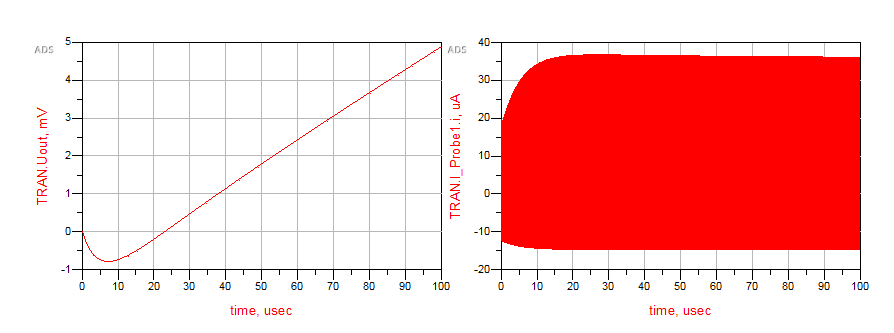 ADS
TRAN.Uout, mV
5
4
3
2
1
0
-1
0 10 20 30 40 50 60 70 80 90 100
time, usec
ADS
TRAN.I_Probe1.i, uA
40
30
20
10
0
-10
-20
0 10 20 30 40 50 60 70 80 90 100
time, usec